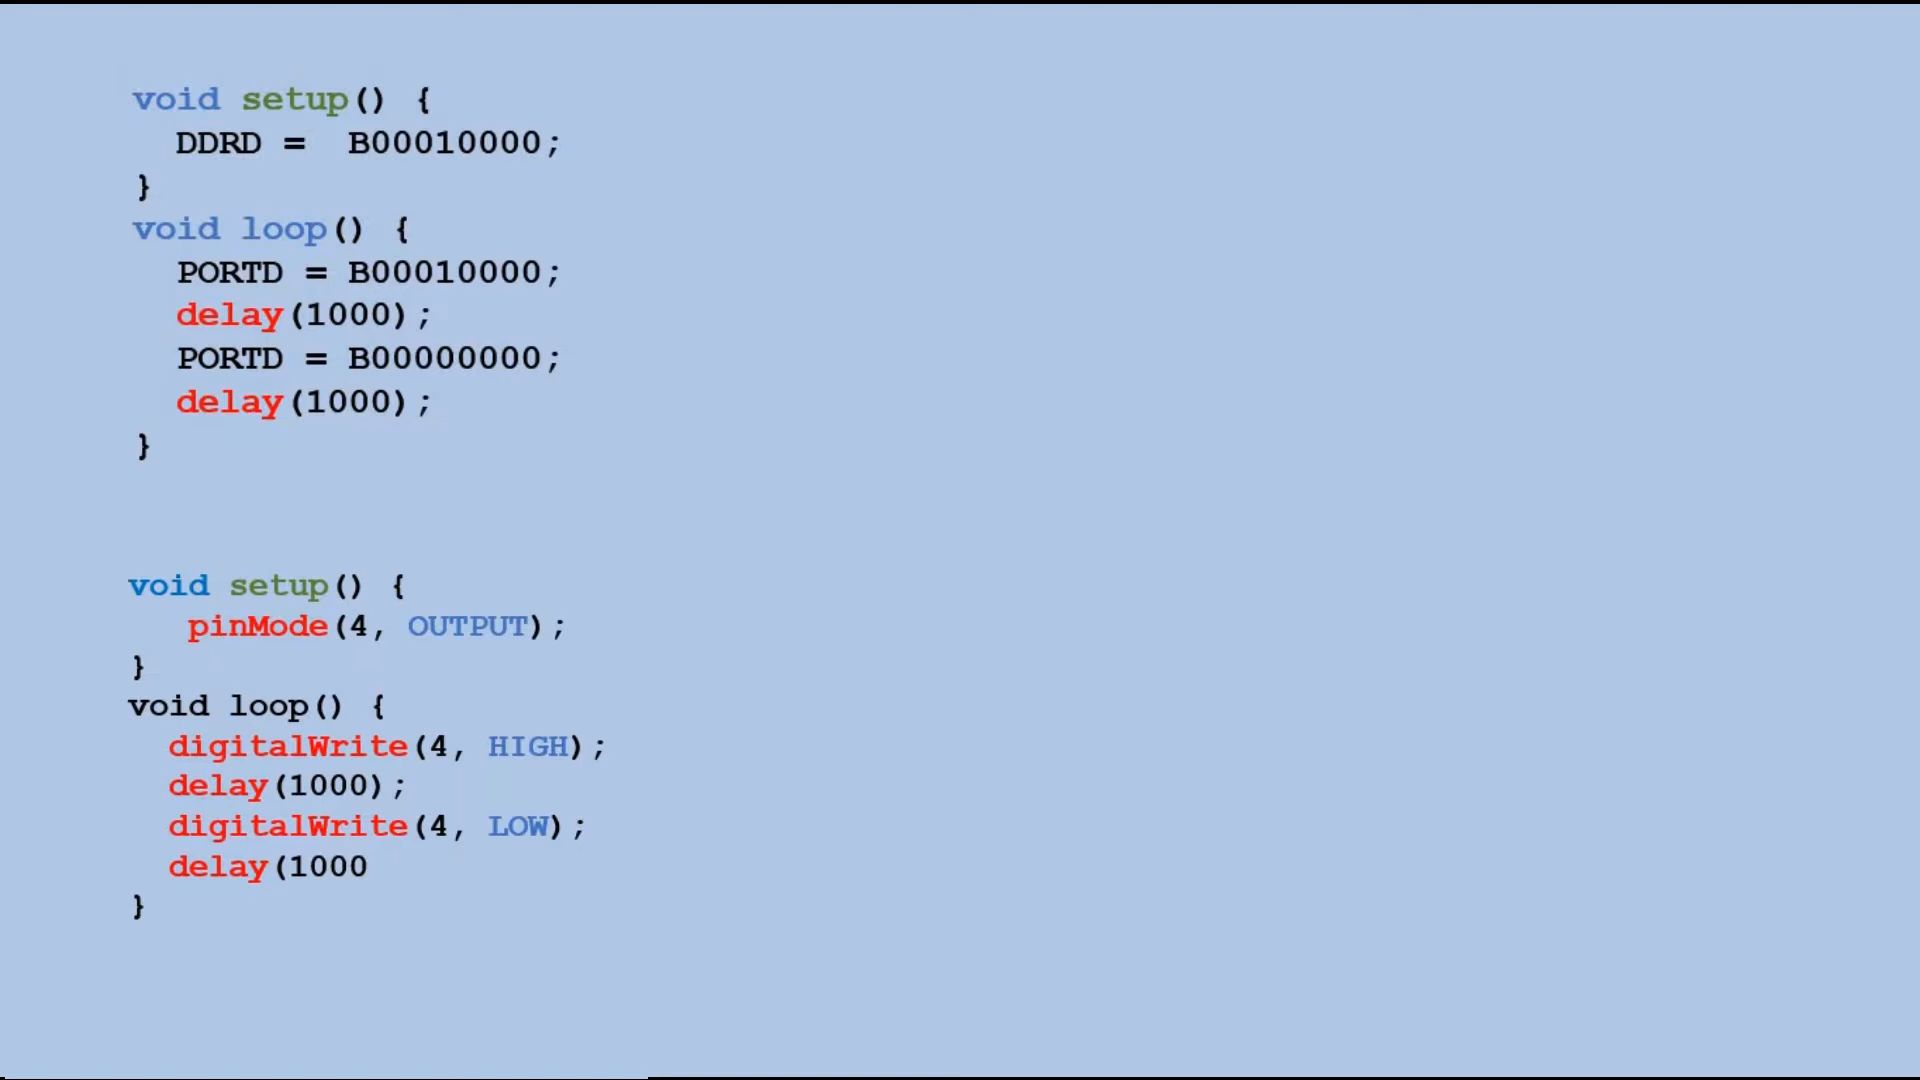 void setup() {
DDRD =  B00010000;
}
void loop() {
PORTD = B00010000;
delay(1000);
PORTD = B00000000;
delay(1000);
}
void setup() {
pinMode(4, OUTPUT);
}
void loop() {
digitalWrite(4, HIGH);
delay(1000);
digitalWrite(4, LOW);
delay(1000
}